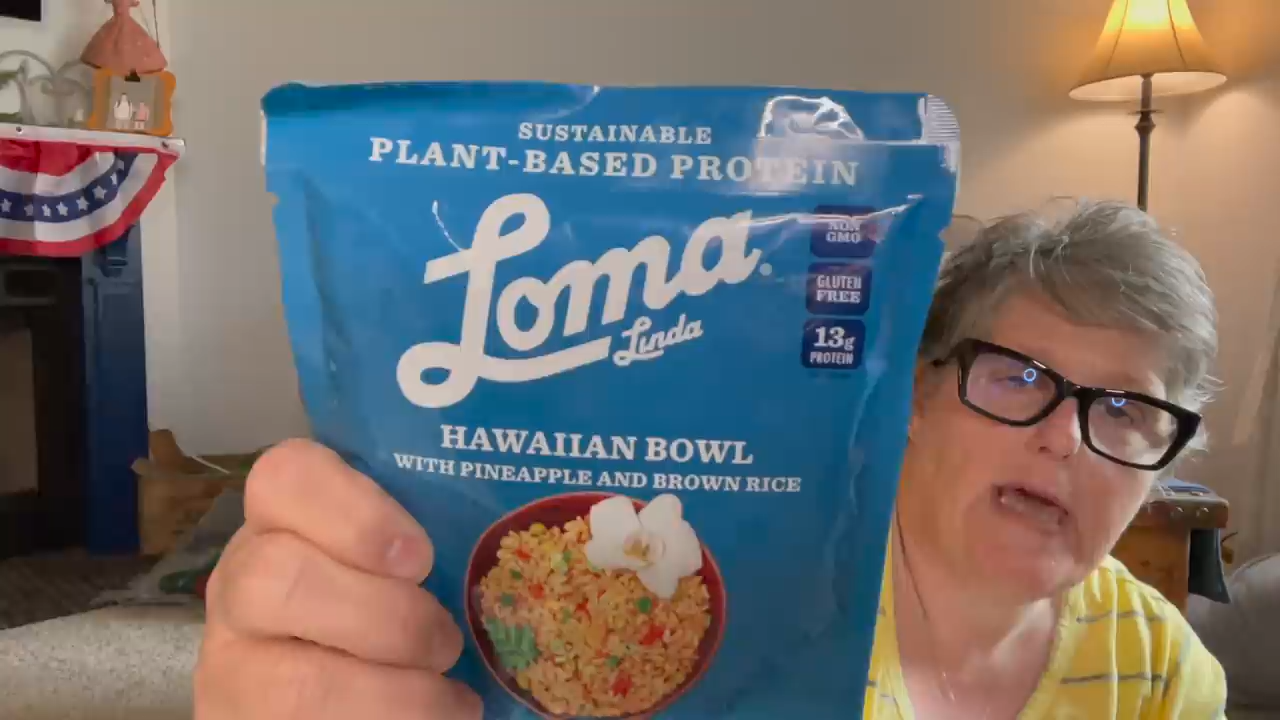 SUSTAINABLE
PLANT-BASED PROTEIN
Loma
Linda
NON
GMO
GLUTEN
FREE
13g
PROTEIN
HAWAIIAN BOWL
WITH PINEAPPLE AND BROWN RICE